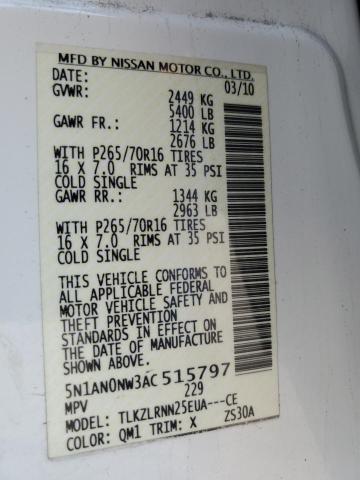 MFD BY NISSAN MOTOR CO., LTD.
DATE: 03/10
GVWR: 2449 KG
5400 LB
GAWR FR.: 1214 KG
2676 LB
WITH P265/70R16 TIRES
16 X 7.0 RIMS AT 35 PSI
COLD SINGLE
GAWR RR.: 1344 KG
2963 LB
WITH P265/70R16 TIRES
16 X 7.0 RIMS AT 35 PSI
COLD SINGLE
THIS VEHICLE CONFORMS TO
ALL APPLICABLE FEDERAL
MOTOR VEHICLE SAFETY AND
THEFT PREVENTION
STANDARDS IN EFFECT ON
THE DATE OF MANUFACTURE
SHOWN ABOVE.
5N1AN0NW3AC515797
MPV 229
MODEL: TLKZLRNN25EUA---CE
COLOR: QM1 TRIM: X ZS30A